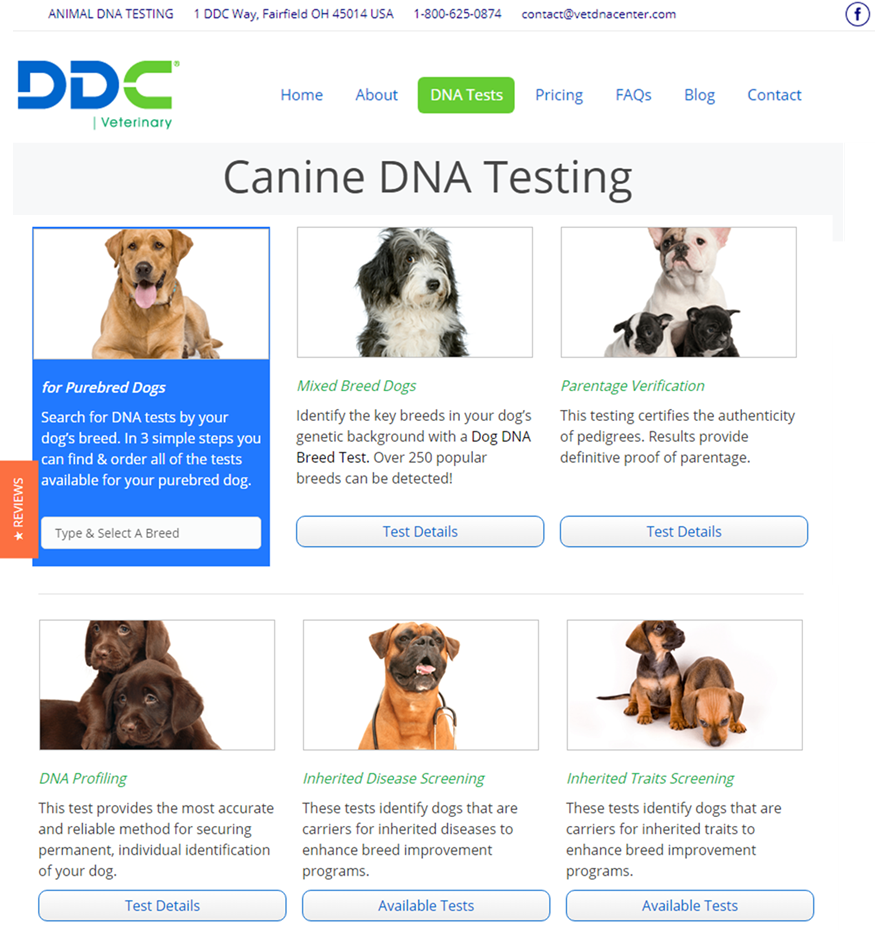 ANIMAL DNA TESTING 1 DDC Way, Fairfield OH 45014 USA 1-800-625-0874 contact@vetdnacenter.com f
DDC®
| Veterinary
Home About DNA Tests Pricing FAQs Blog Contact
Canine DNA Testing
for Purebred Dogs
Search for DNA tests by your
dog's breed. In 3 simple steps you
can find & order all of the tests
available for your purebred dog.
Type & Select A Breed
Mixed Breed Dogs
Identify the key breeds in your dog's
genetic background with a Dog DNA
Breed Test. Over 250 popular
breeds can be detected!
Test Details
Parentage Verification
This testing certifies the authenticity
of pedigrees. Results provide
definitive proof of parentage.
Test Details
★ REVIEWS
DNA Profiling
This test provides the most accurate
and reliable method for securing
permanent, individual identification
of your dog.
Test Details
Inherited Disease Screening
These tests identify dogs that are
carriers for inherited diseases to
enhance breed improvement
programs.
Available Tests
Inherited Traits Screening
These tests identify dogs that are
carriers for inherited traits to
enhance breed improvement
programs.
Available Tests